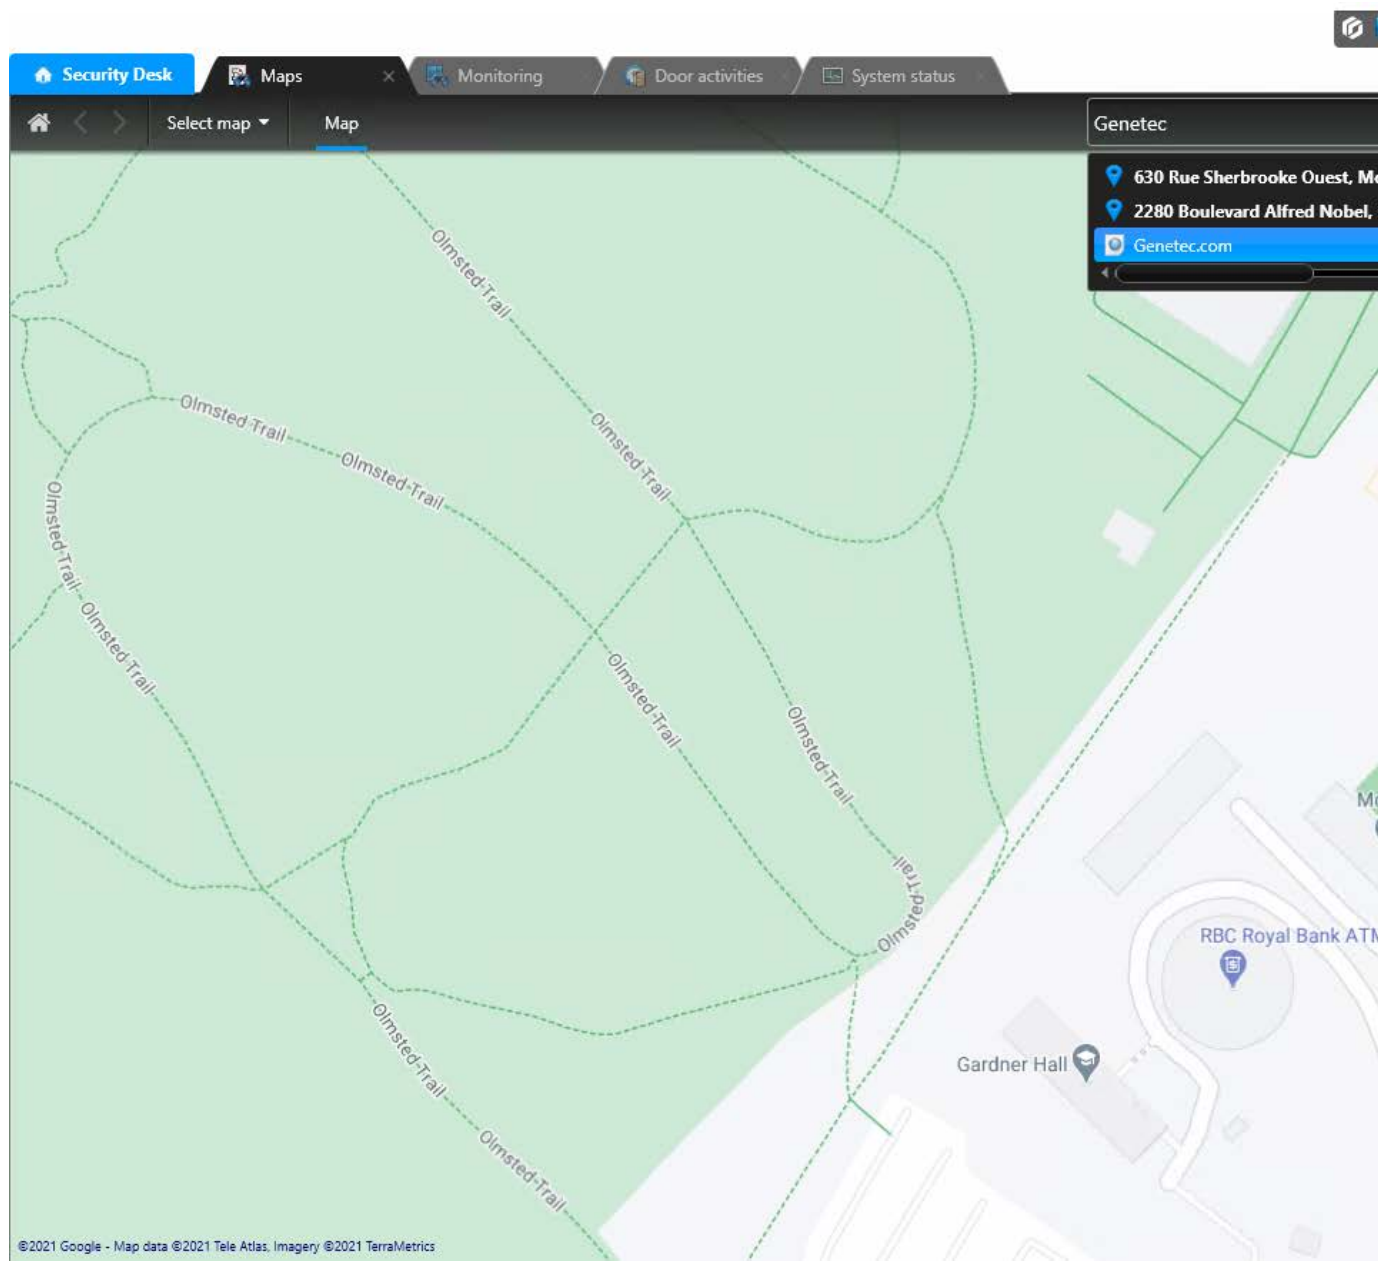 Security Desk
Maps
Monitoring
Door activities
System status
Select map
Map
Genetec
630 Rue Sherbrooke Ouest,
2280 Boulevard Alfred Nobel,
Genetec.com
Olmsted Trail
Olmsted Trail
Olmsted Trail
Olmsted Trail
Olmsted Trail
Olmsted Trail
Olmsted Trail
Olmsted Trail
Olmsted Trail
RBC Royal Bank ATM
Gardner Hall
Olmsted Trail
Olmsted Trail
©2021 Google - Map data ©2021 Tele Atlas, Imagery ©2021 TerraMetrics